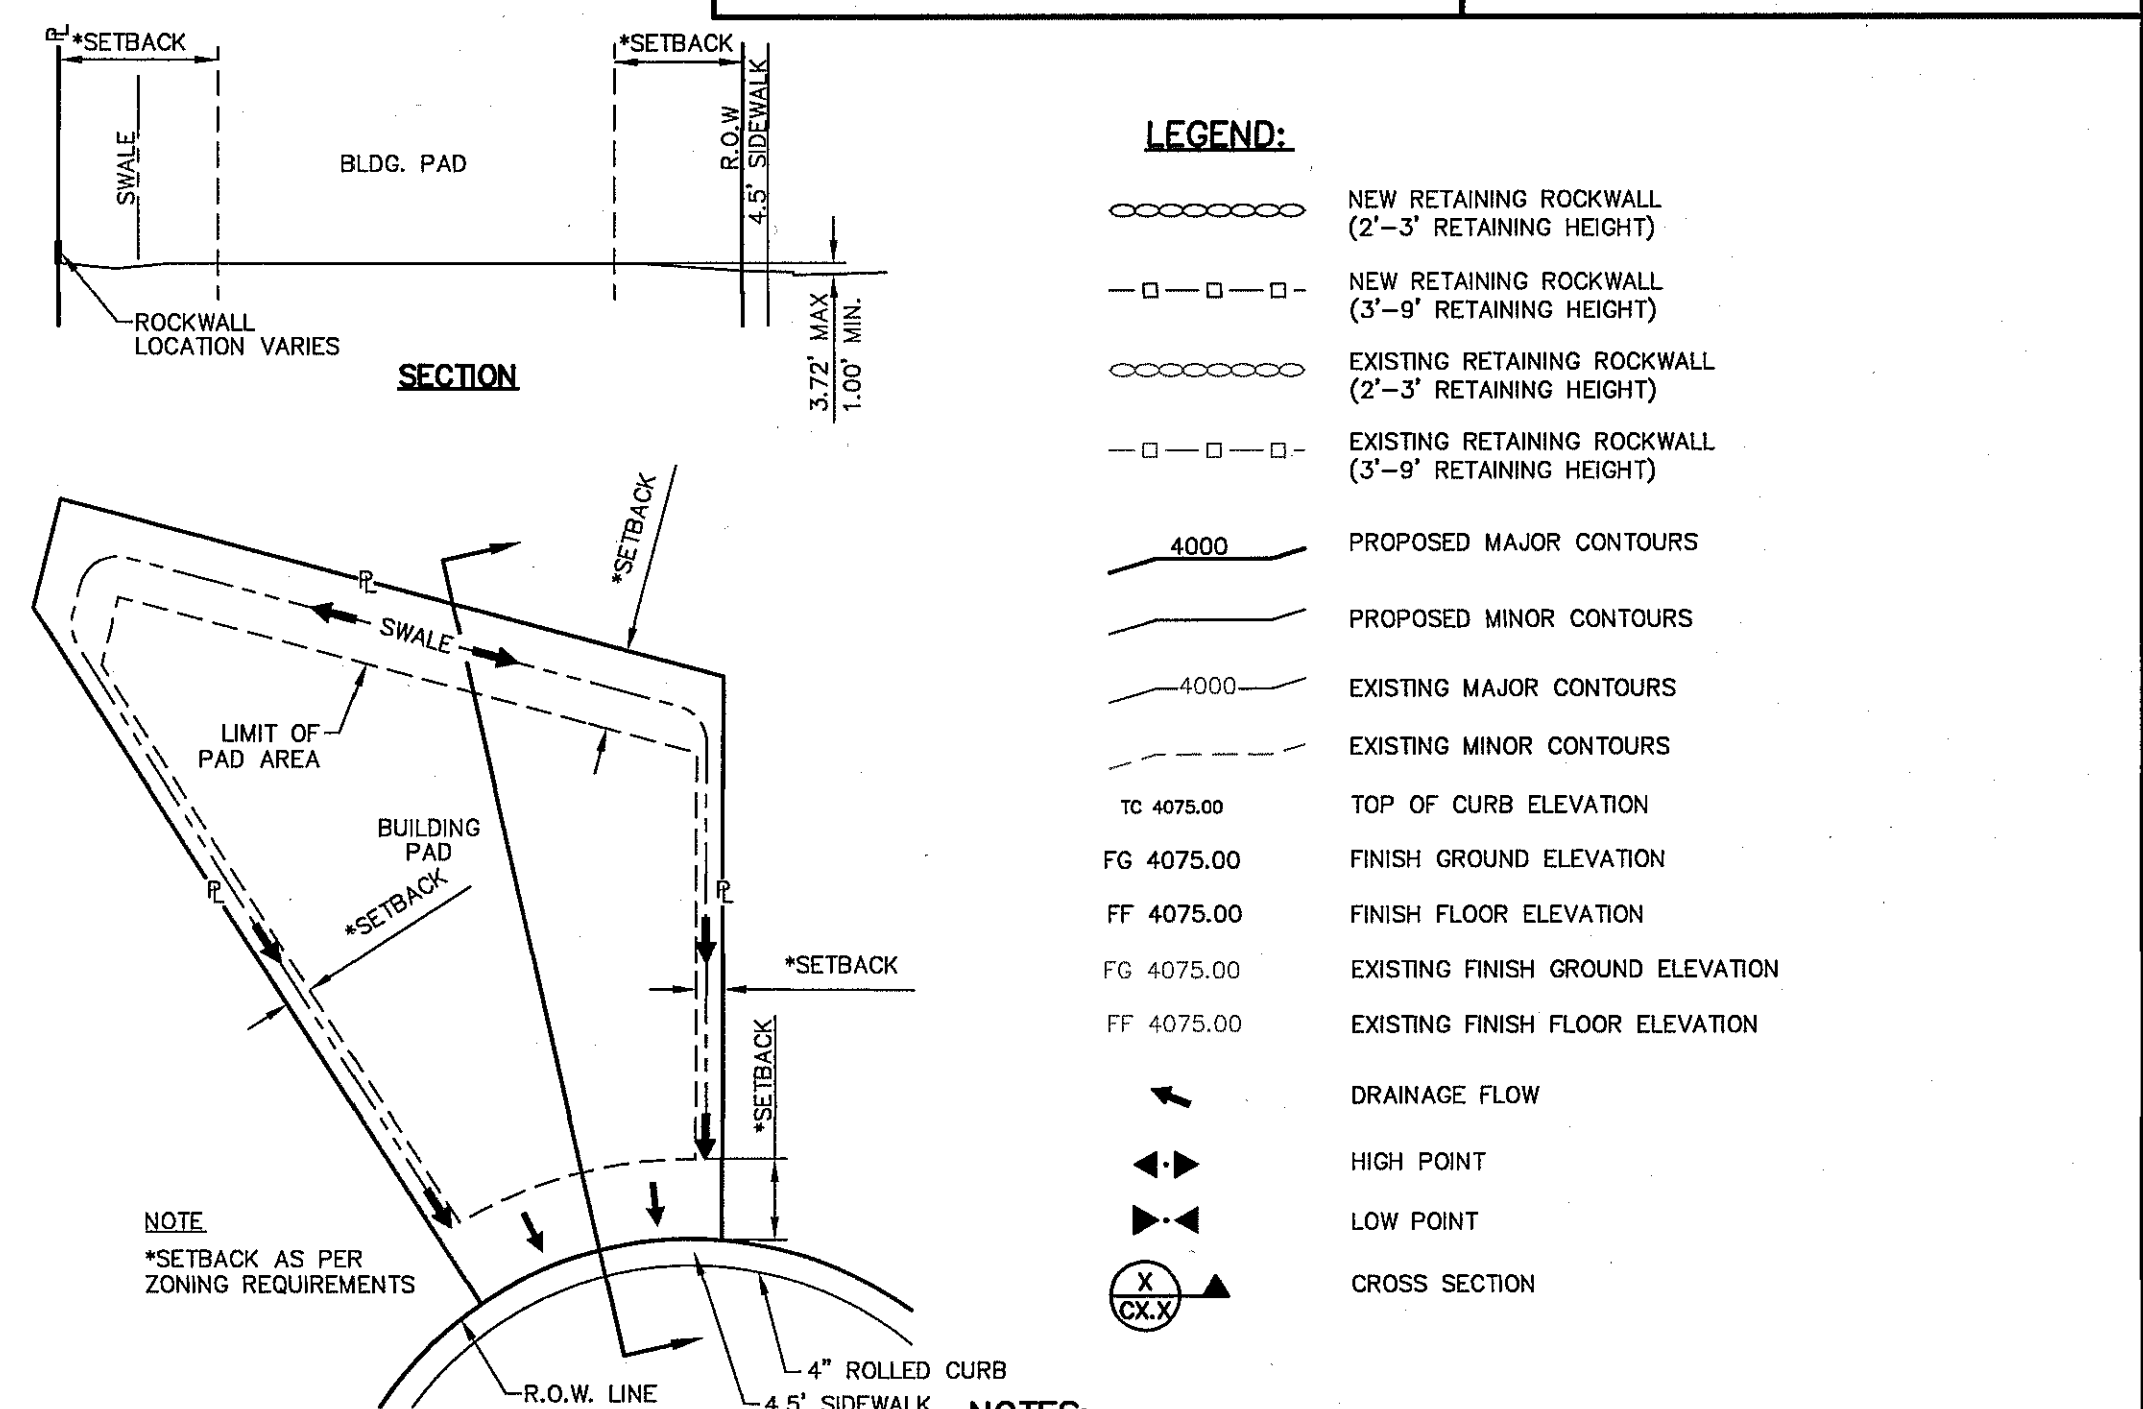 ℄ *SETBACK
*SETBACK
SWALE
BLDG. PAD
R.O.W
4.5' SIDEWALK
ROCKWALL
LOCATION VARIES
3.72' MAX
1.00' MIN.
SECTION
*SETBACK
℄
SWALE
LIMIT OF
PAD AREA
BUILDING
PAD
*SETBACK
℄
℄
*SETBACK
*SETBACK
NOTE
*SETBACK AS PER
ZONING REQUIREMENTS
4" ROLLED CURB
R.O.W. LINE
4.5' SIDEWALK
LEGEND:
NEW RETAINING ROCKWALL
(2'-3' RETAINING HEIGHT)
NEW RETAINING ROCKWALL
(3'-9' RETAINING HEIGHT)
EXISTING RETAINING ROCKWALL
(2'-3' RETAINING HEIGHT)
EXISTING RETAINING ROCKWALL
(3'-9' RETAINING HEIGHT)
4000 PROPOSED MAJOR CONTOURS
PROPOSED MINOR CONTOURS
4000 EXISTING MAJOR CONTOURS
EXISTING MINOR CONTOURS
TC 4075.00 TOP OF CURB ELEVATION
FG 4075.00 FINISH GROUND ELEVATION
FF 4075.00 FINISH FLOOR ELEVATION
FG 4075.00 EXISTING FINISH GROUND ELEVATION
FF 4075.00 EXISTING FINISH FLOOR ELEVATION
DRAINAGE FLOW
HIGH POINT
LOW POINT
X
CX.X
CROSS SECTION
NOTES: